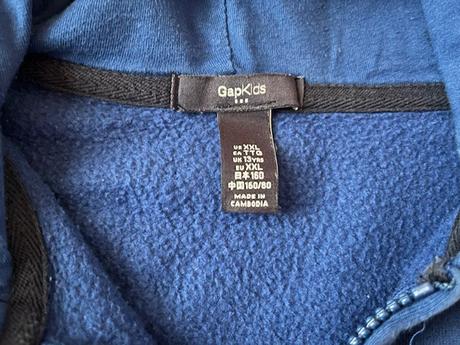 GapKids
US XXL
CA TTG
UK 13 YRS
EU XXL
日本 160
中国 160/80
MADE IN
CAMBODIA